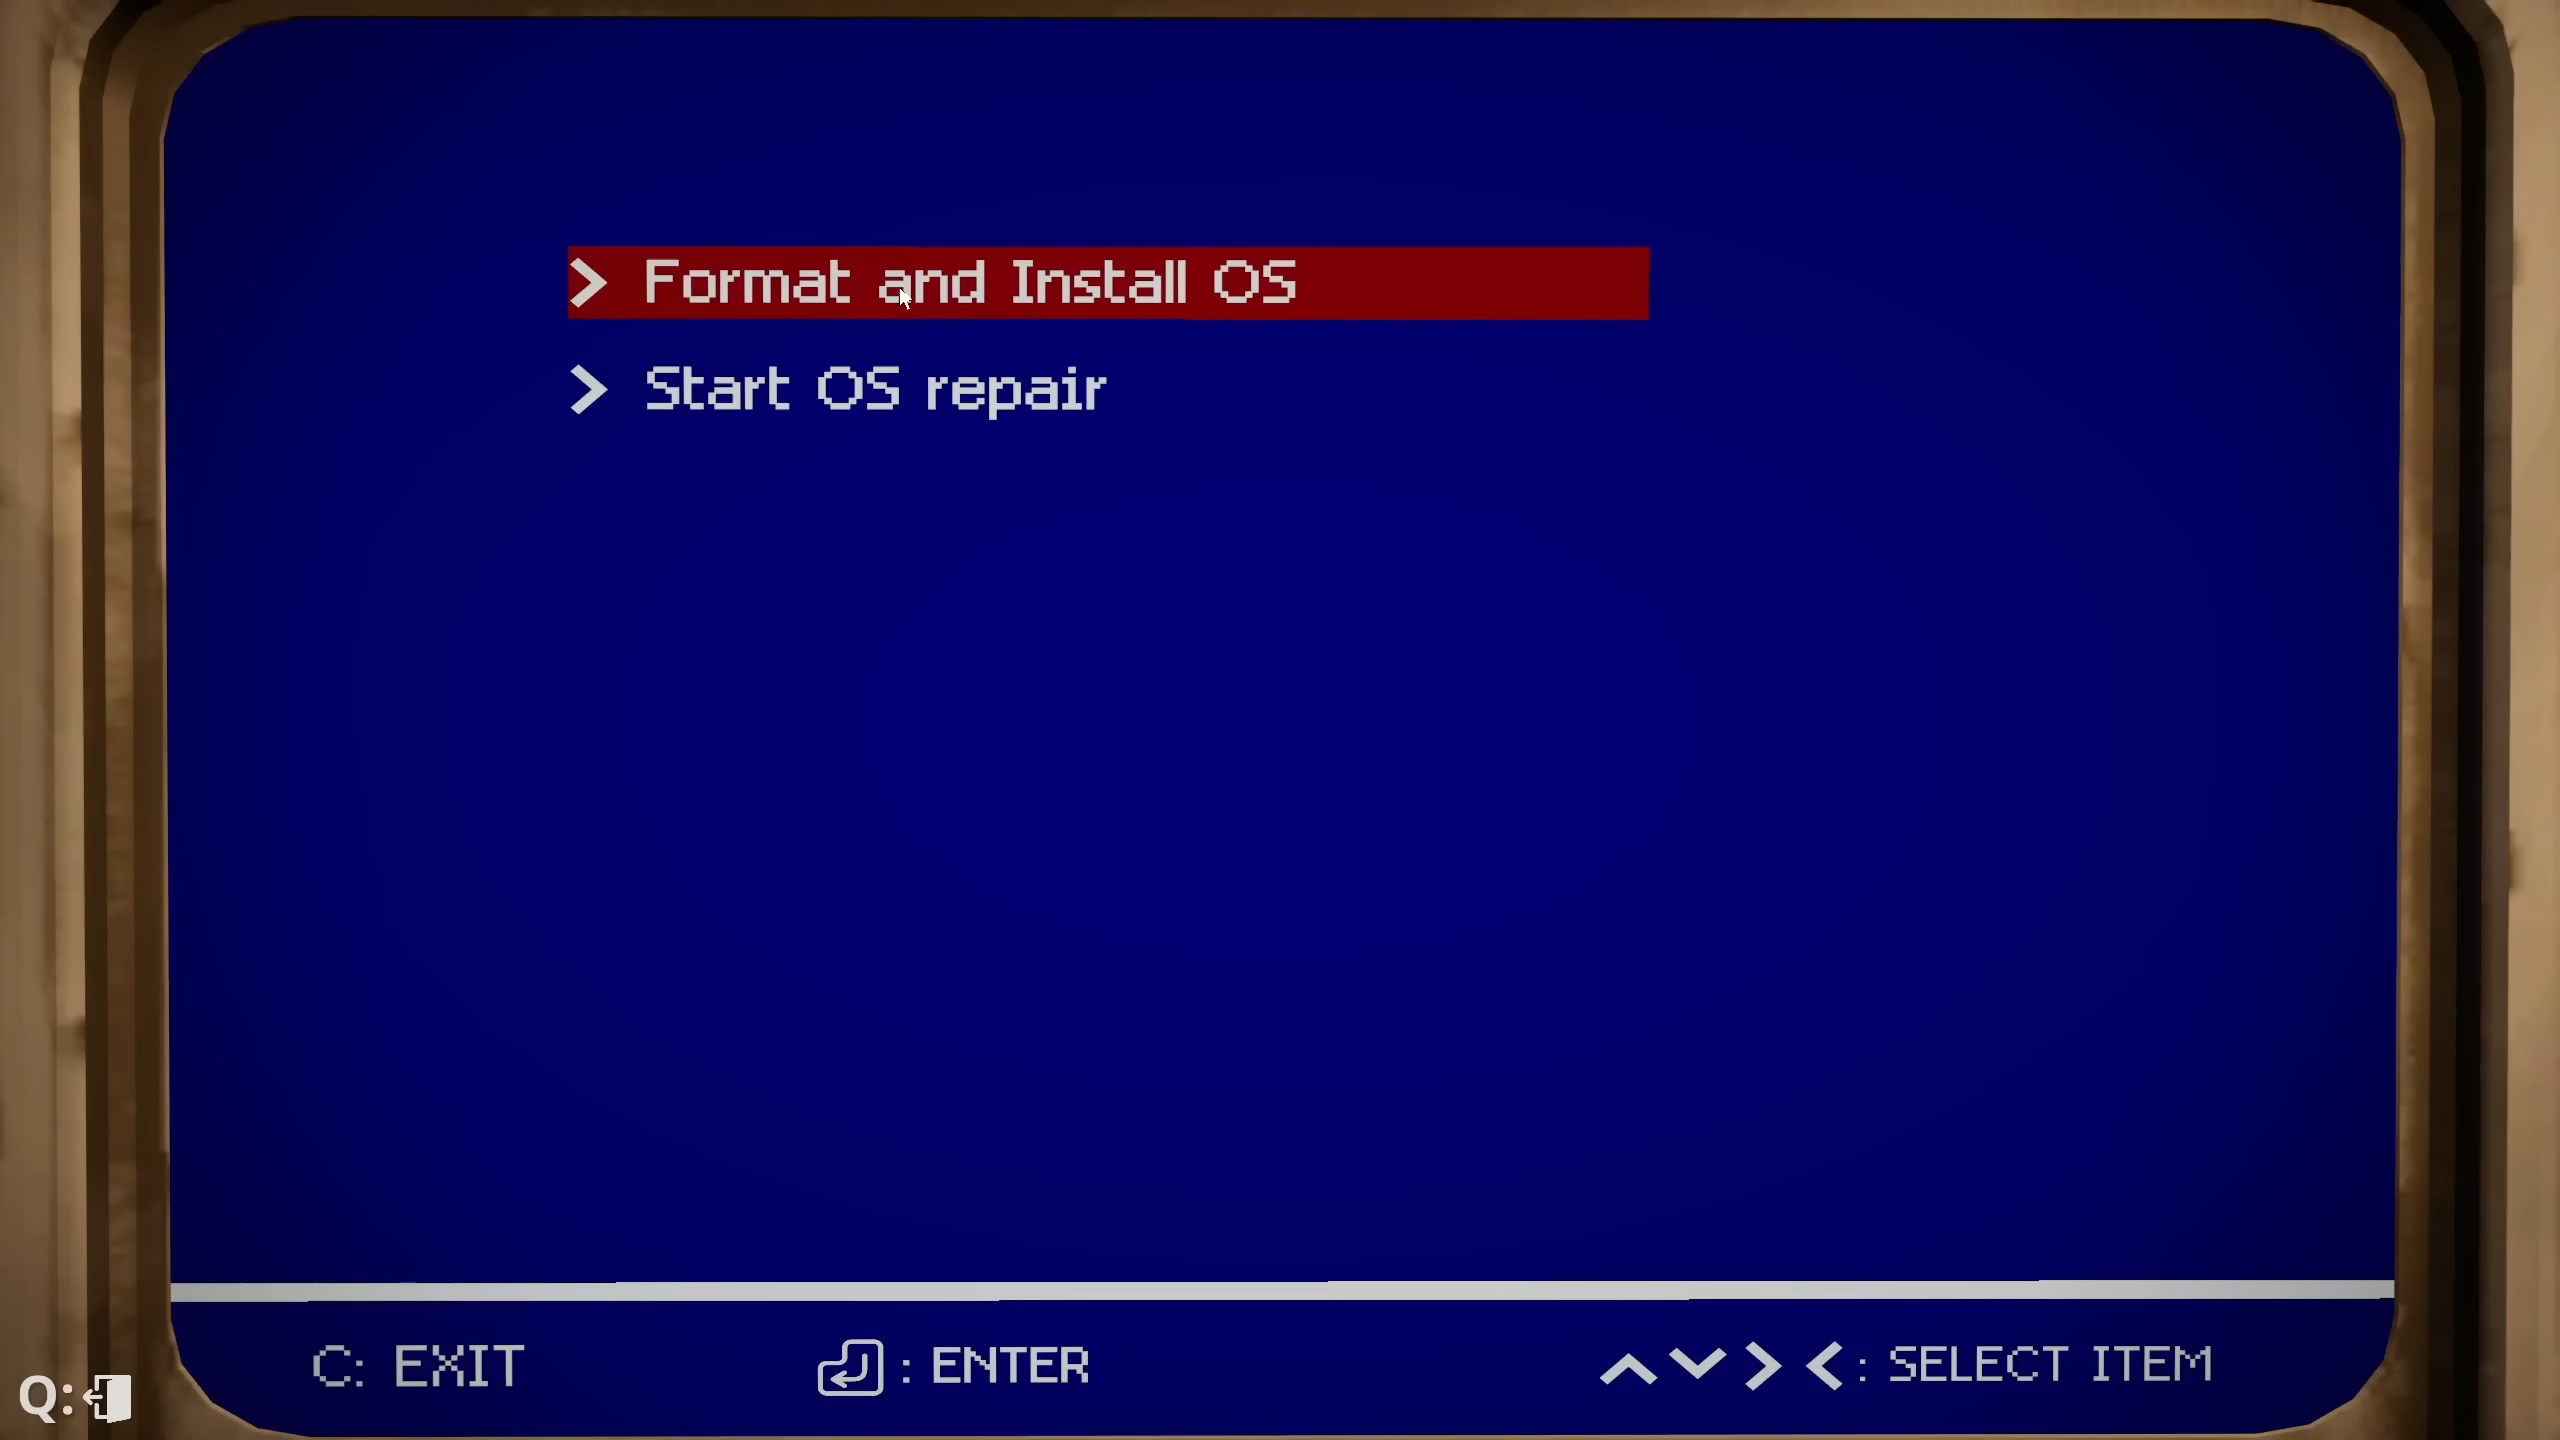 > Format and Install OS
> Start OS repair
C: EXIT
: ENTER
: SELECT ITEM
Q: